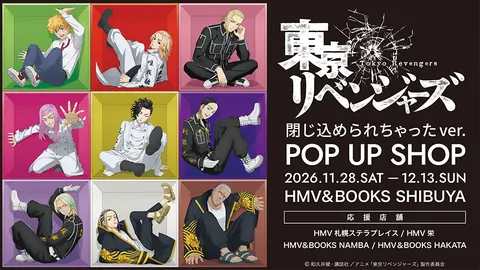 東京
Tokyo Revengers
リベンジャーズ
閉じ込められちゃったver.
POP UP SHOP
2026.11.28.SAT — 12.13.SUN
HMV&BOOKS SHIBUYA
応援店舗
HMV 札幌ステラプレイス / HMV 栄
HMV&BOOKS NAMBA / HMV&BOOKS HAKATA
© 和久井健・講談社 / アニメ「東京リベンジャーズ」製作委員会